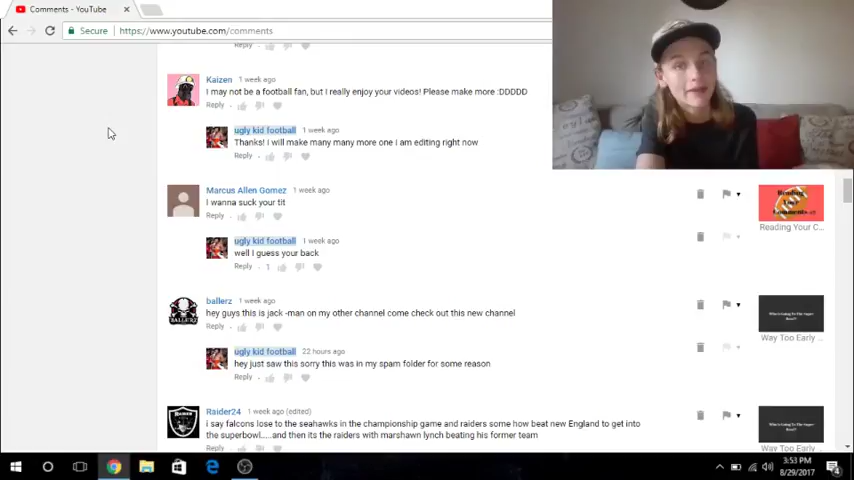 Comments - YouTube
Secure https://www.youtube.com/comments
Reply
Kaizen 1 week ago
I may not be a football fan, but I really enjoy your videos! Please make more :DDDDD
Reply
ugly kid football 1 week ago
Thanks! i will make many many more one i am editing right now
Reply
Marcus Allen Gomez 1 week ago
I wanna suck your tit
Reply
Reading Your Comments
Reading Your C...
ugly kid football 1 week ago
well I guess your back
Reply 1
ballerz 1 week ago
hey guys this is jack -man on my other channel come check out this new channel
Reply
BALLERZ
Way Too Early ...
ugly kid football 22 hours ago
hey just saw this sorry this was in my spam folder for some reason
Reply
Raider24 1 week ago (edited)
i say falcons lose to the seahawks in the championship game and raiders some how beat new England to get into
the superbowl.....and then its the raiders with marshawn lynch beating his former team
Reply
RAIDERS
Way Too Early ...
3:53 PM
8/29/2017